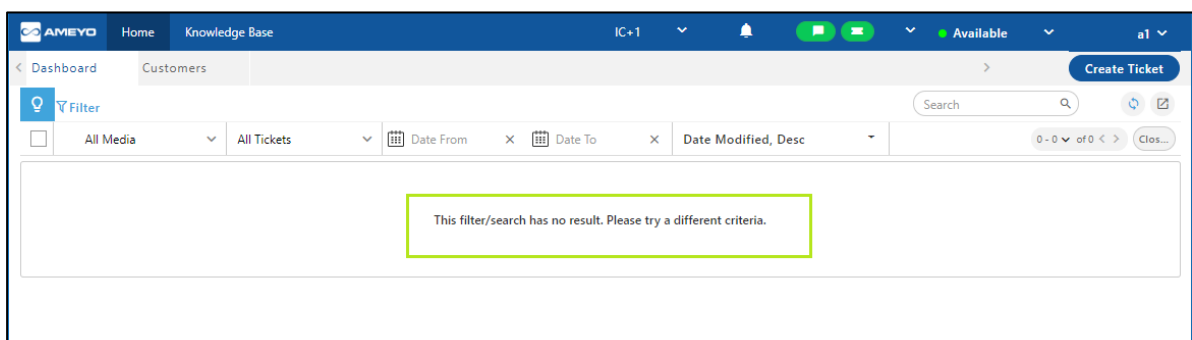 AMEYO Home Knowledge Base IC+1 Available a1
Dashboard Customers Create Ticket
Filter Search
All Media All Tickets Date From Date To Date Modified, Desc 0 - 0 of 0 Clos...
This filter/search has no result. Please try a different criteria.